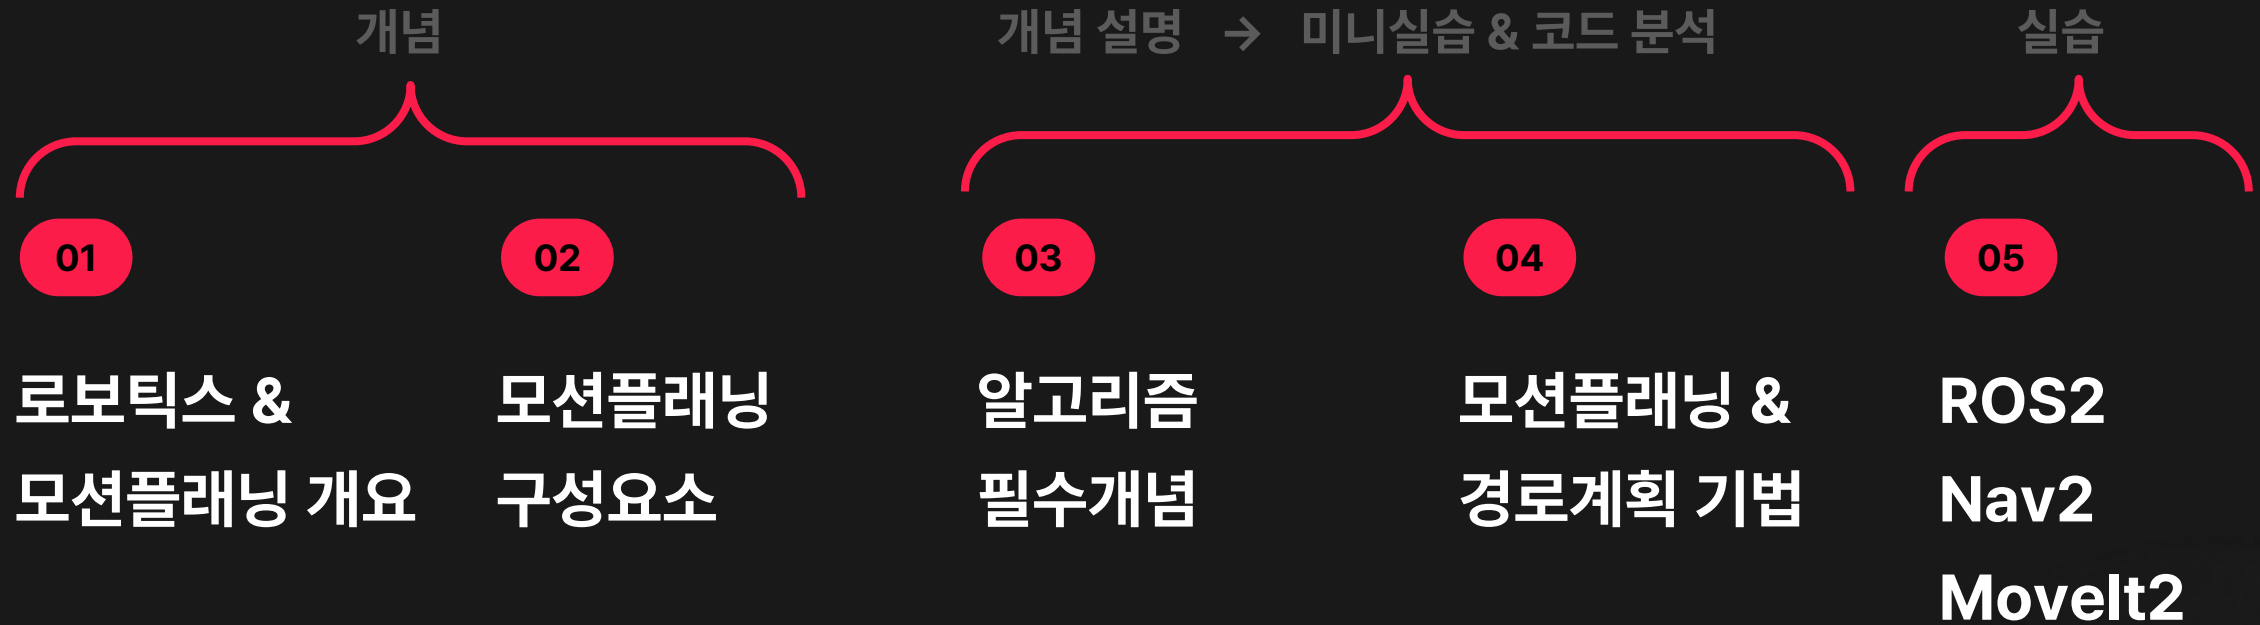 개념
개념 설명 → 미니실습 & 코드 분석
실습
01
로보틱스 &
모션플래닝 개요
02
모션플래닝
구성요소
03
알고리즘
필수개념
04
모션플래닝 &
경로계획 기법
05
ROS2
Nav2
MoveIt2